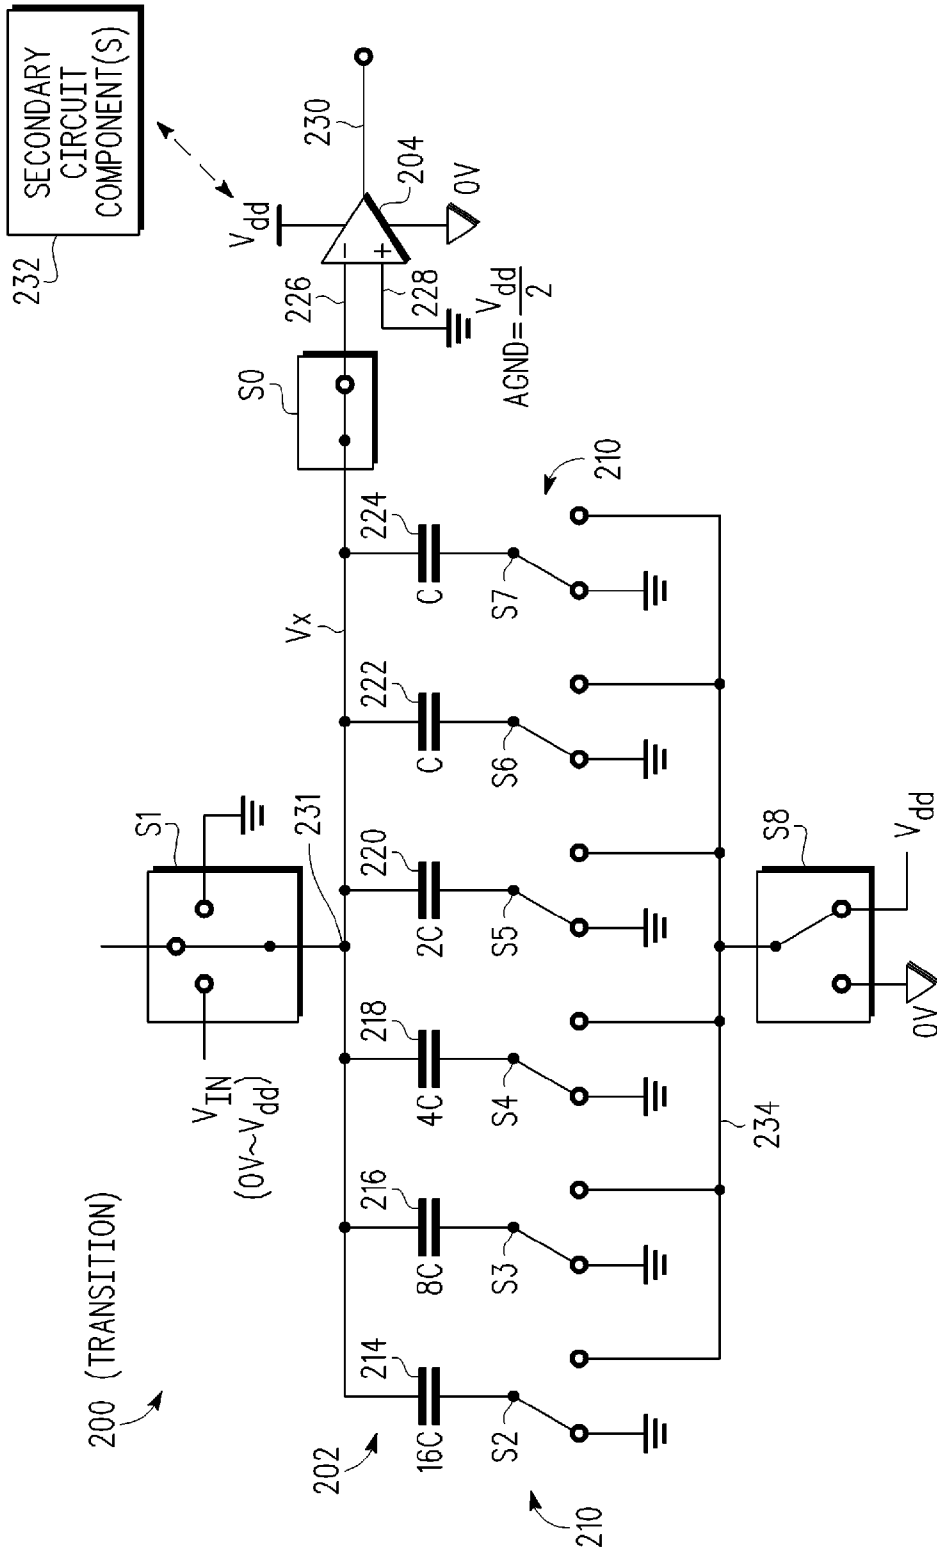 200 (TRANSITION)
SECONDARY
CIRCUIT
COMPONENT(S)
232
S1
VIN
(0V~Vdd)
231
Vx
S0
226
228
Vdd
230
204
0V
AGND= Vdd
2
202
214
16C
216
8C
218
4C
220
2C
222
C
224
C
S2
S3
S4
S5
S6
S7
210
210
234
S8
0V
Vdd